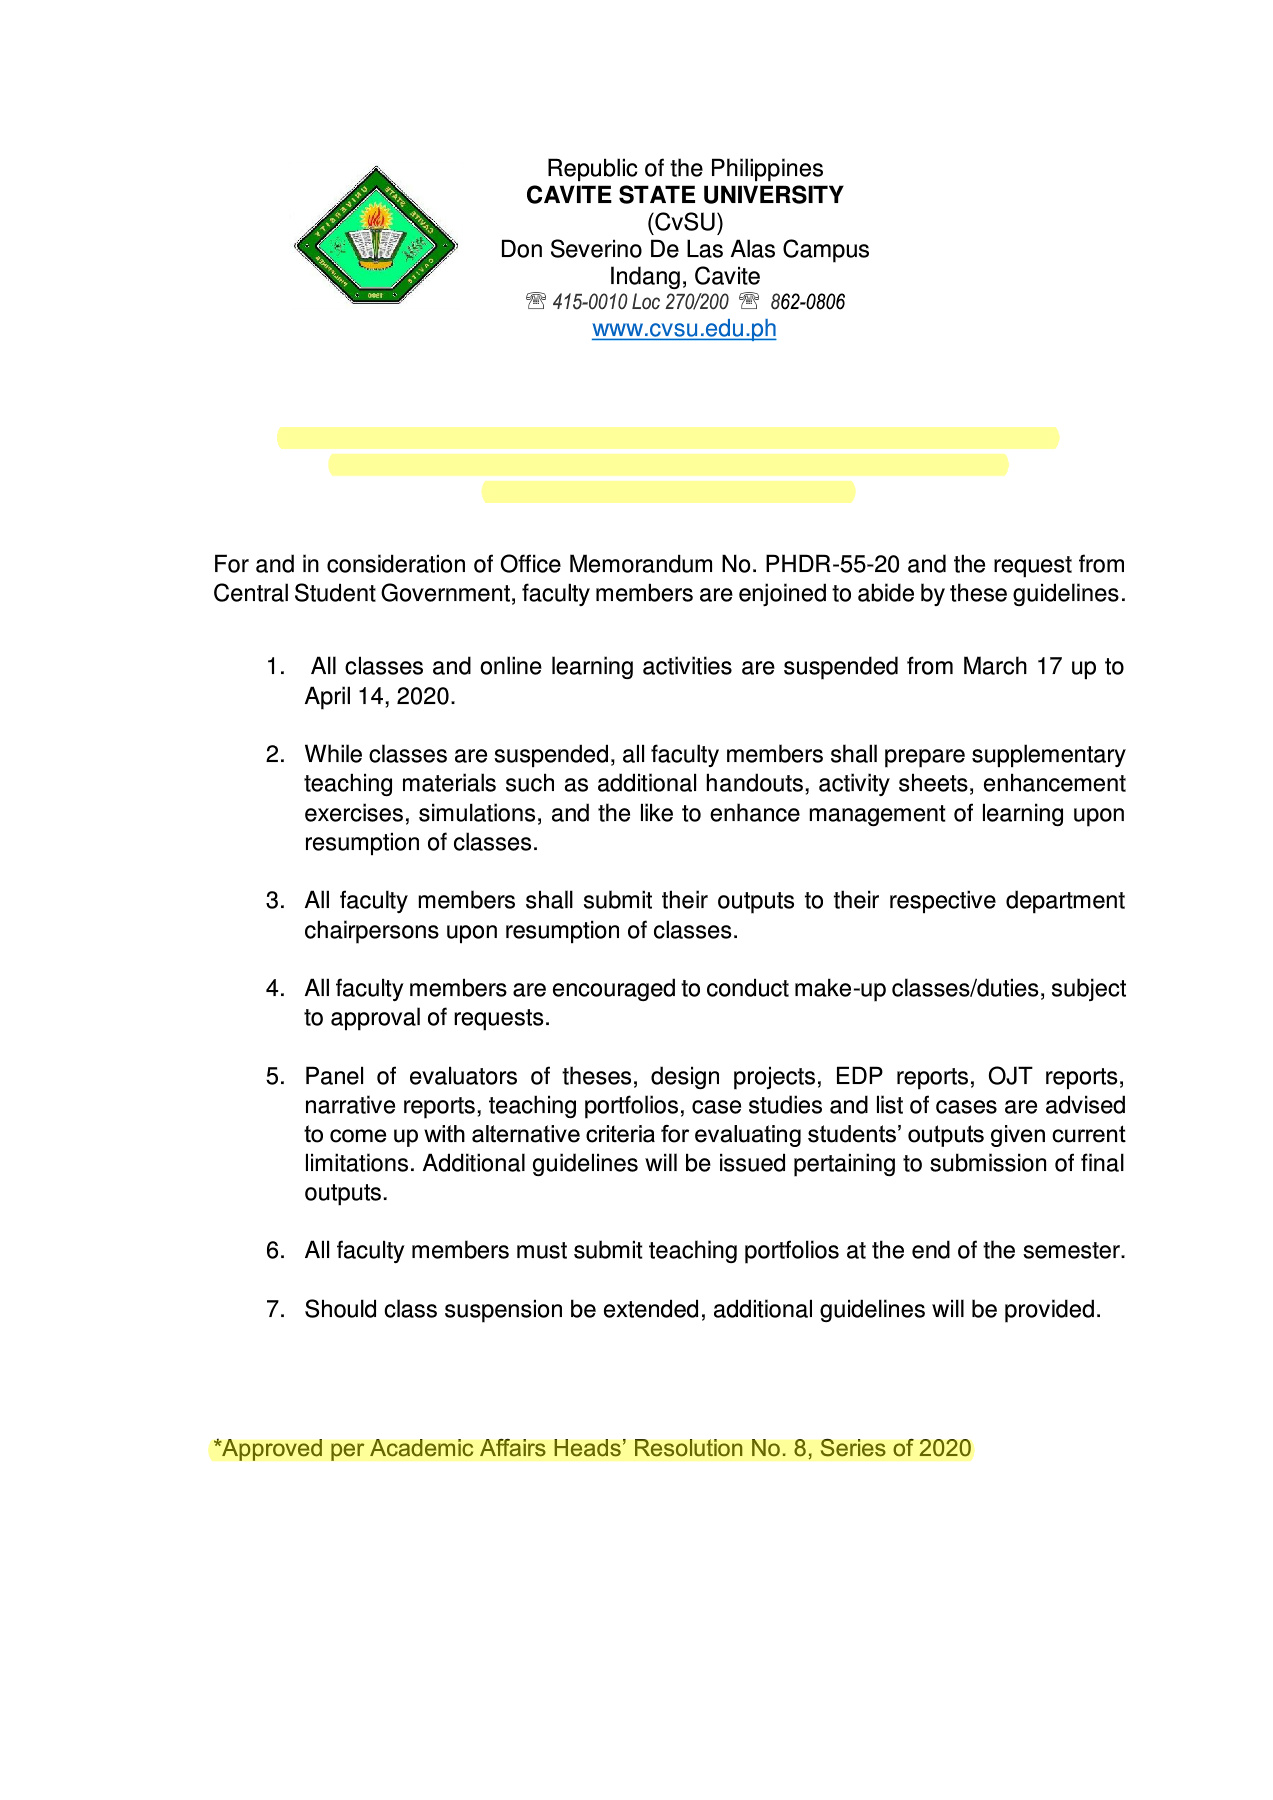 Republic of the Philippines
CAVITE STATE UNIVERSITY
(CvSU)
Don Severino De Las Alas Campus
Indang, Cavite
☏ 415-0010 Loc 270/200 ☏ 862-0806
www.cvsu.edu.ph
For and in consideration of Office Memorandum No. PHDR-55-20 and the request from
Central Student Government, faculty members are enjoined to abide by these guidelines.
1. All classes and online learning activities are suspended from March 17 up to
April 14, 2020.
2. While classes are suspended, all faculty members shall prepare supplementary
teaching materials such as additional handouts, activity sheets, enhancement
exercises, simulations, and the like to enhance management of learning upon
resumption of classes.
3. All faculty members shall submit their outputs to their respective department
chairpersons upon resumption of classes.
4. All faculty members are encouraged to conduct make-up classes/duties, subject
to approval of requests.
5. Panel of evaluators of theses, design projects, EDP reports, OJT reports,
narrative reports, teaching portfolios, case studies and list of cases are advised
to come up with alternative criteria for evaluating students’ outputs given current
limitations. Additional guidelines will be issued pertaining to submission of final
outputs.
6. All faculty members must submit teaching portfolios at the end of the semester.
7. Should class suspension be extended, additional guidelines will be provided.
*Approved per Academic Affairs Heads’ Resolution No. 8, Series of 2020